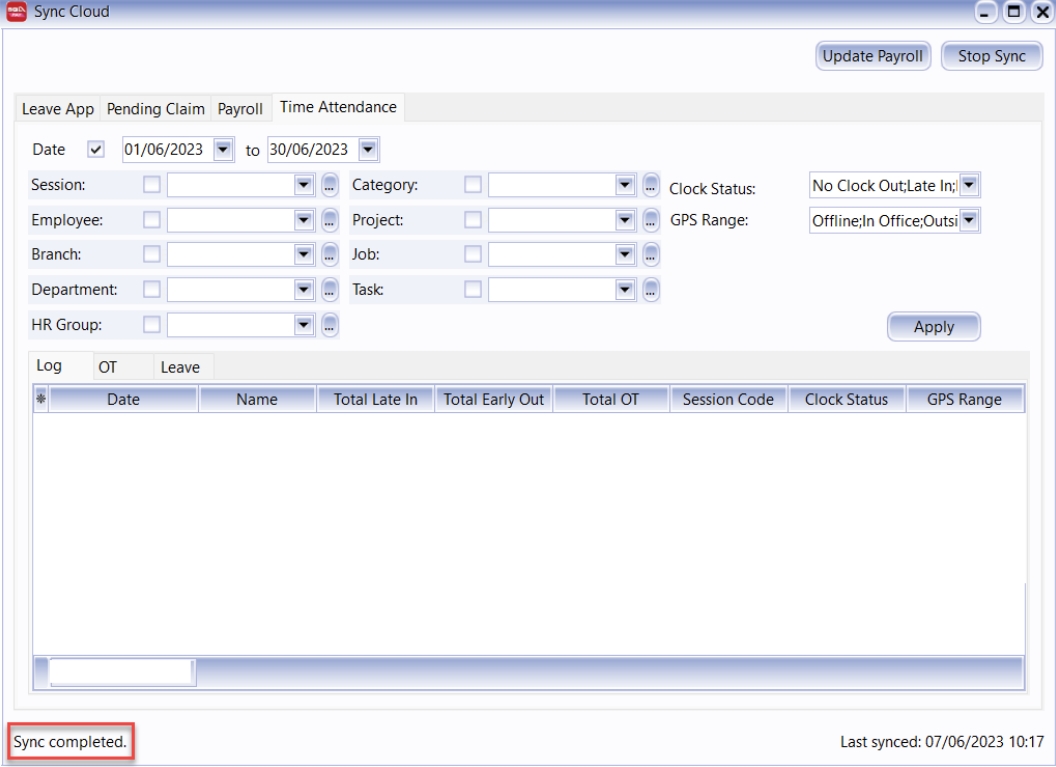 Sync Cloud
Update Payroll Stop Sync
Leave App Pending Claim Payroll Time Attendance
Date 01/06/2023 to 30/06/2023
Session: ... Category: ... Clock Status: No Clock Out;Late In;
Employee: ... Project: ... GPS Range: Offline;In Office;Outsi
Branch: ... Job: ...
Department: ... Task: ...
HR Group: ... Apply
Log OT Leave
Date Name Total Late In Total Early Out Total OT Session Code Clock Status GPS Range
Sync completed. Last synced: 07/06/2023 10:17